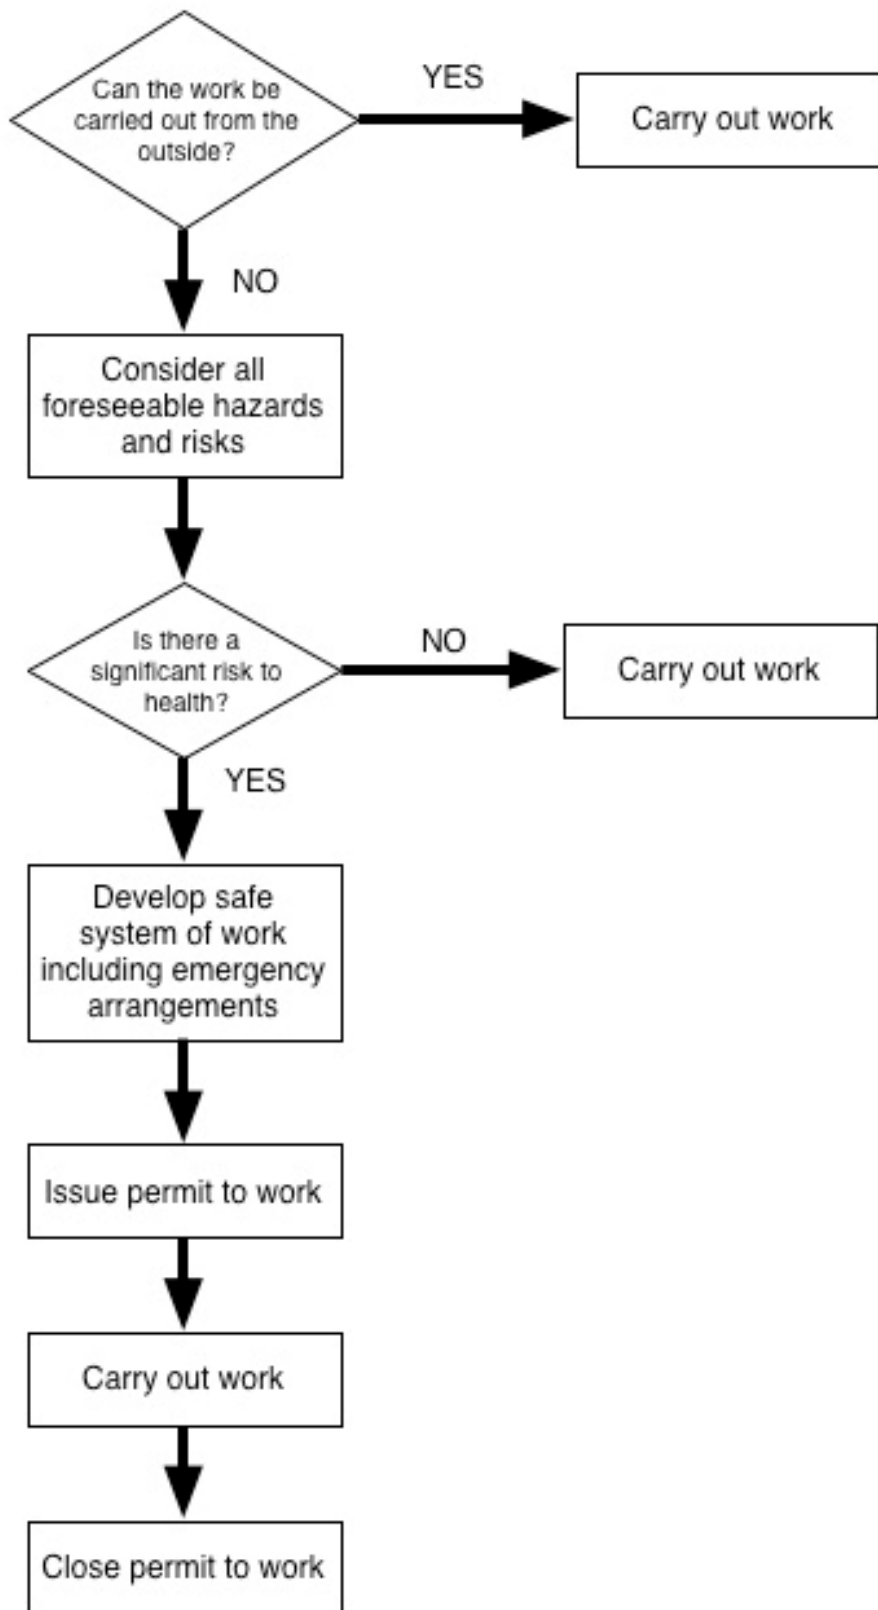 Can the work be
carried out from the
outside?
YES
Carry out work
NO
Consider all
foreseeable hazards
and risks
Is there a
significant risk to
health?
NO
Carry out work
YES
Develop safe
system of work
including emergency
arrangements
Issue permit to work
Carry out work
Close permit to work